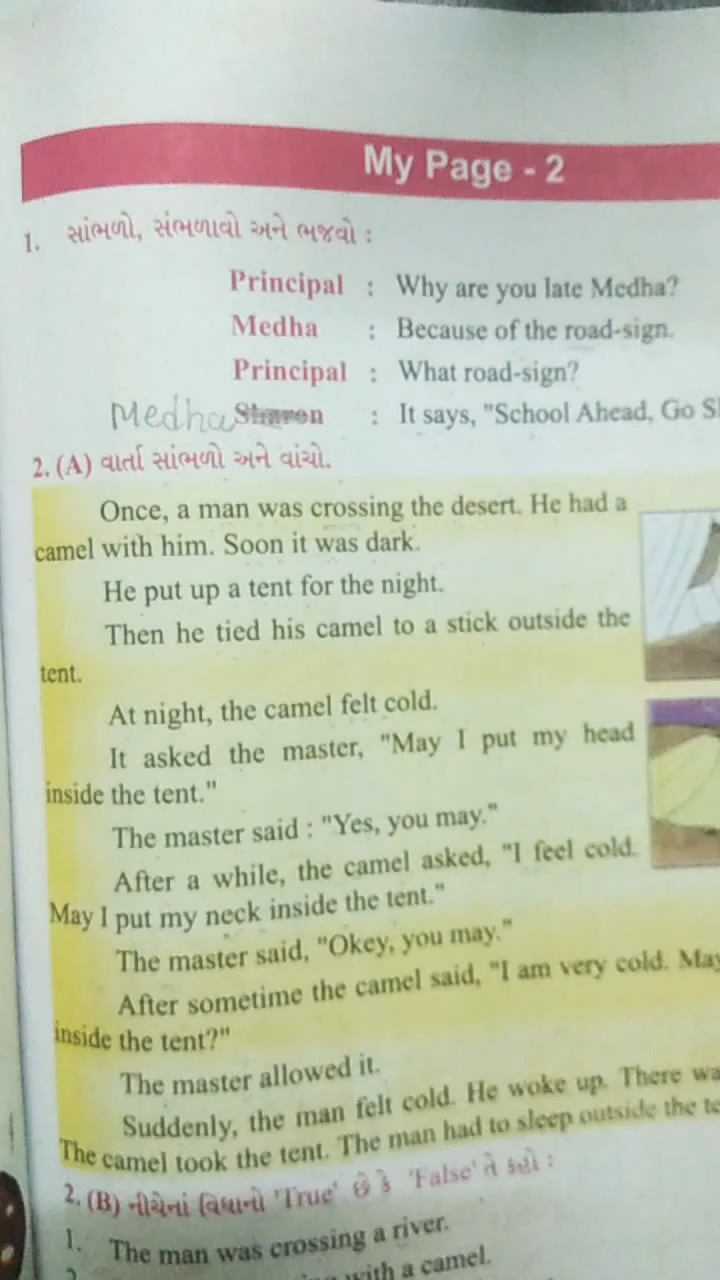 My Page - 2
1. સાંભળો, સંભળાવો અને ભજવો :
Principal : Why are you late Medha?
Medha : Because of the road-sign.
Principal : What road-sign?
Medha Sharon : It says, "School Ahead, Go
2. (A) વાર્તા સાંભળો અને વાંચો.
Once, a man was crossing the desert. He had a
camel with him. Soon it was dark.
He put up a tent for the night.
Then he tied his camel to a stick outside the
tent.
At night, the camel felt cold.
It asked the master, "May I put my head
inside the tent."
The master said : "Yes, you may."
After a while, the camel asked, "I feel cold.
May I put my neck inside the tent."
The master said, "Okey, you may."
After sometime the camel said, "I am very cold. May
inside the tent?"
The master allowed it.
Suddenly, the man felt cold. He woke up. There
The camel took the tent. The man had to sleep outside the
2. (B) નીચેનાં વિધાનો 'True' છે કે 'False' તે કહો :
1. The man was crossing a river.
with a camel.